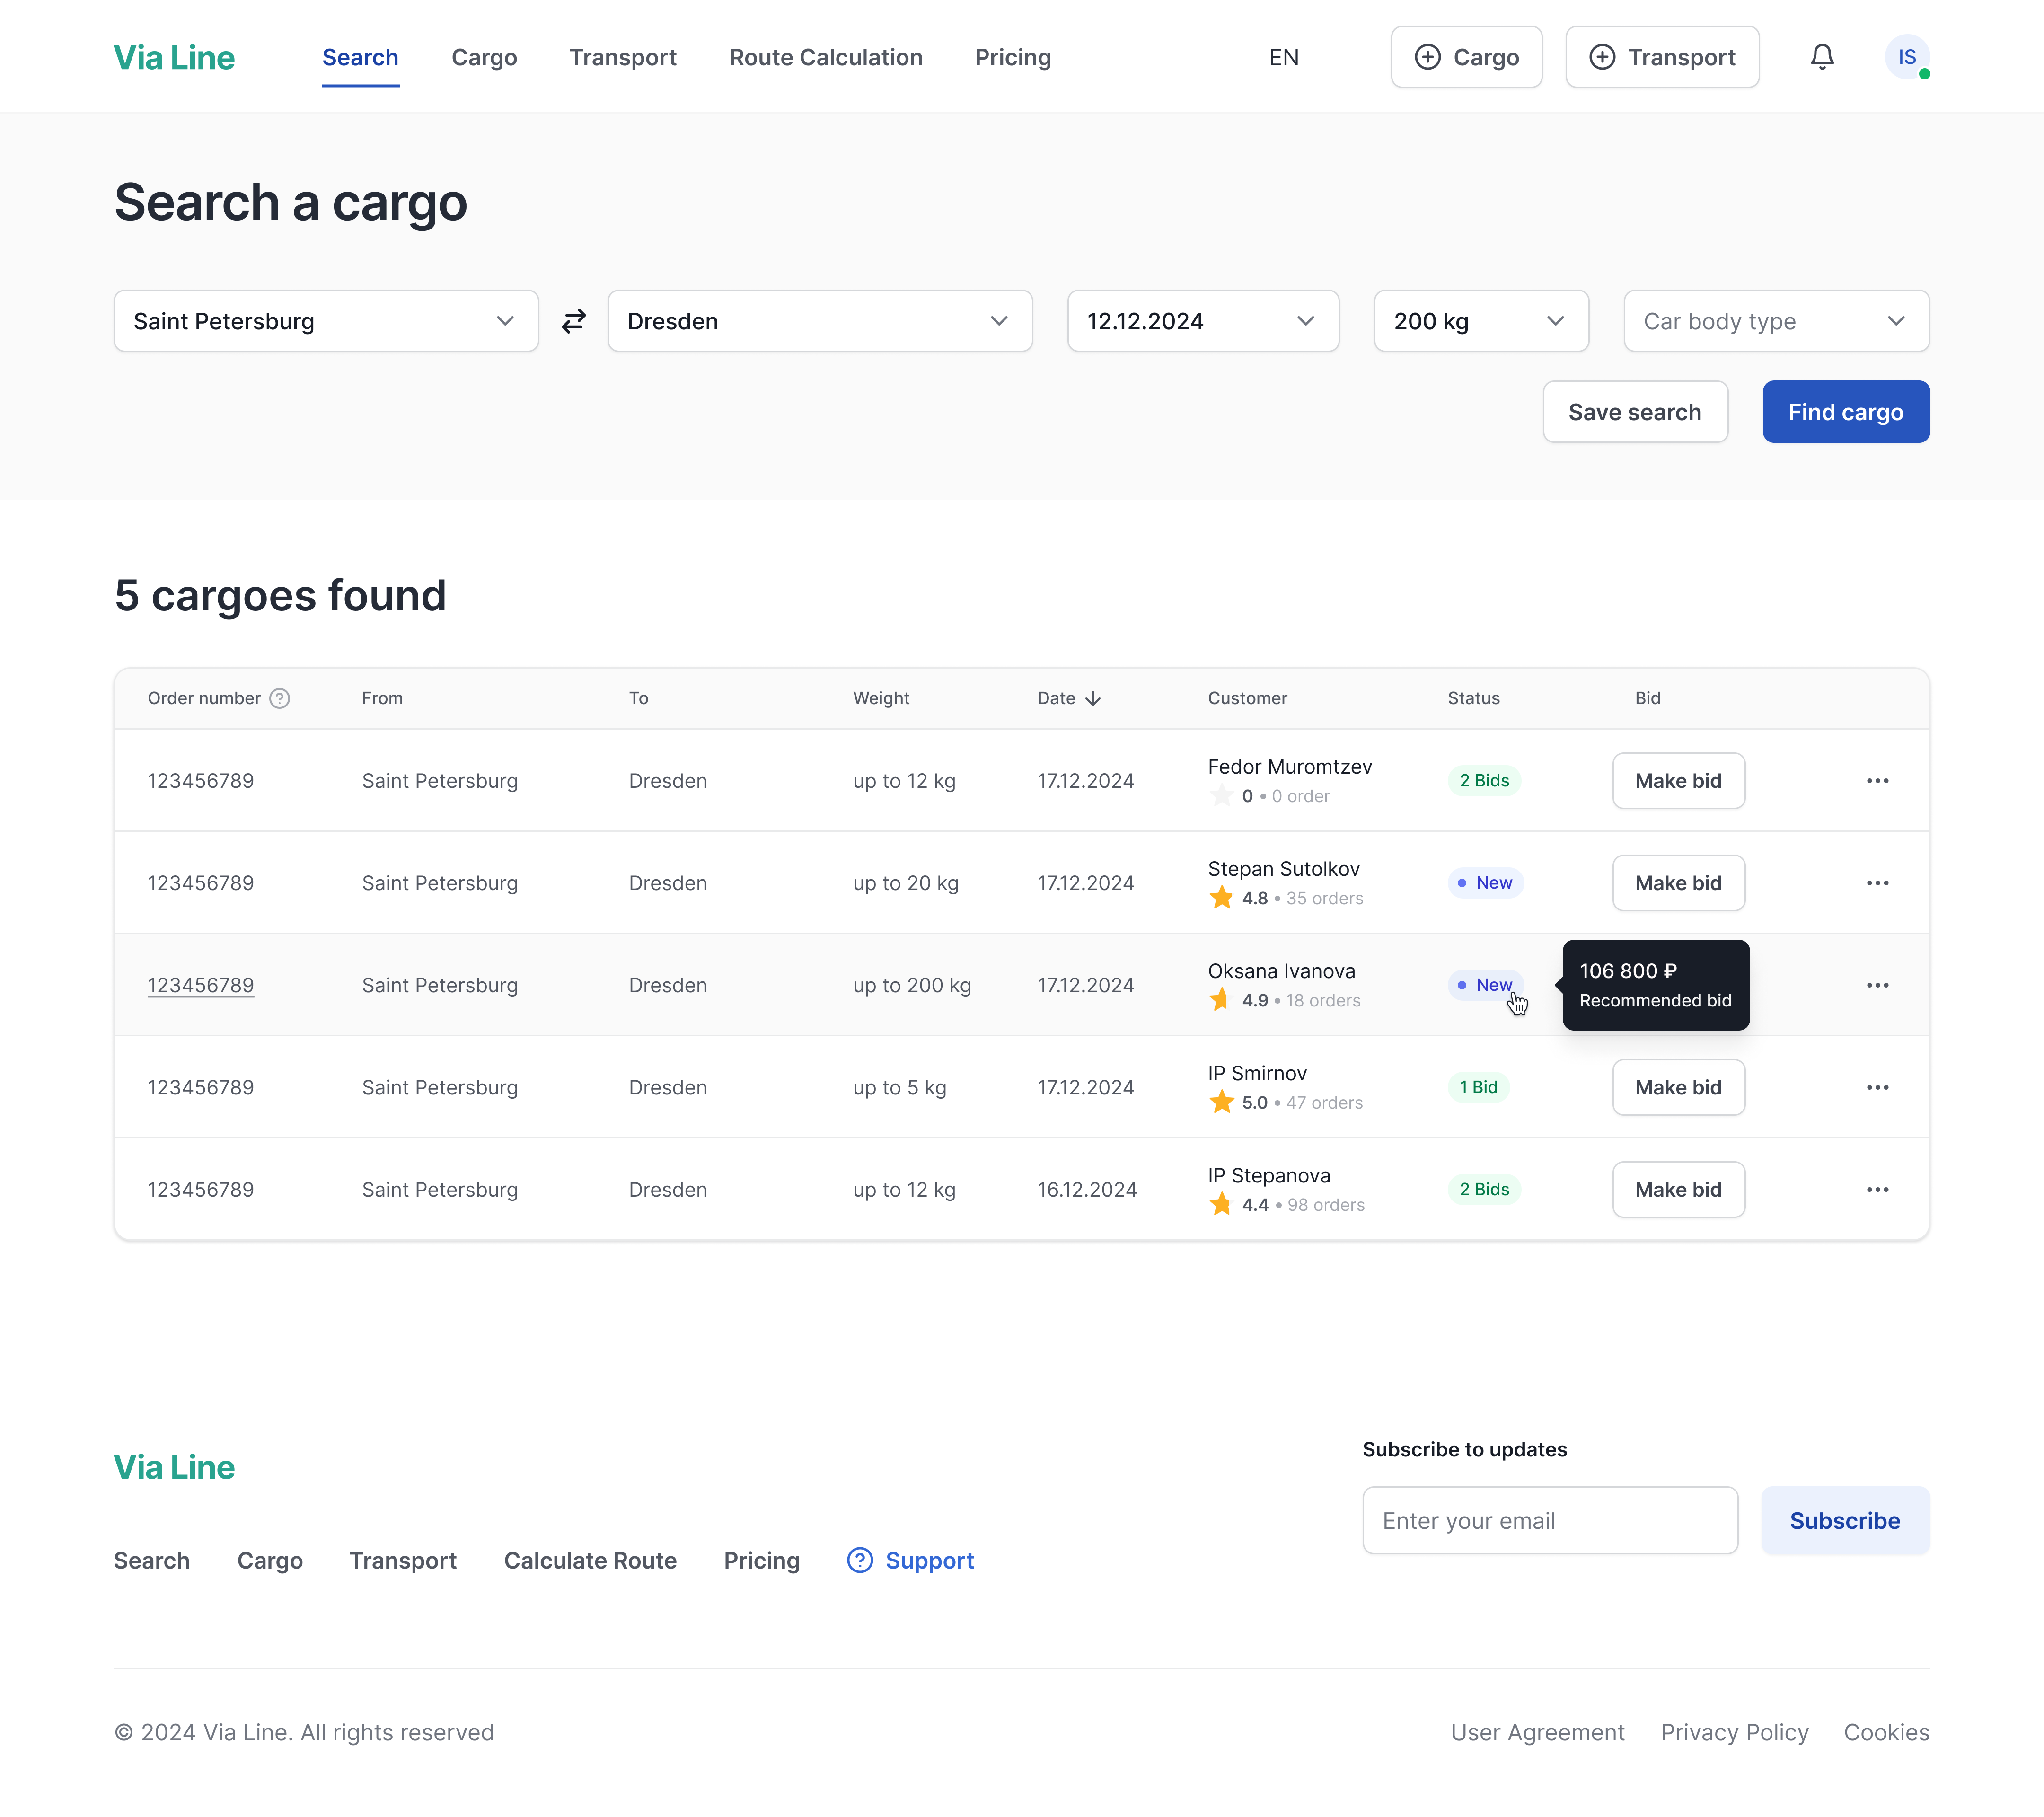 Via Line Search Cargo Transport Route Calculation Pricing EN Cargo Transport IS
Search a cargo
Saint Petersburg Dresden 12.12.2024 200 kg Car body type
Save search Find cargo
5 cargoes found
Order number ? From To Weight Date Customer Status Bid
123456789 Saint Petersburg Dresden up to 12 kg 17.12.2024 Fedor Muromtzev 2 Bids Make bid
0 • 0 order
123456789 Saint Petersburg Dresden up to 20 kg 17.12.2024 Stepan Sutolkov New Make bid
4.8 • 35 orders
123456789 Saint Petersburg Dresden up to 200 kg 17.12.2024 Oksana Ivanova New 106 800 ₽
4.9 • 18 orders Recommended bid
123456789 Saint Petersburg Dresden up to 5 kg 17.12.2024 IP Smirnov 1 Bid Make bid
5.0 • 47 orders
123456789 Saint Petersburg Dresden up to 12 kg 16.12.2024 IP Stepanova 2 Bids Make bid
4.4 • 98 orders
Via Line
Search Cargo Transport Calculate Route Pricing ? Support
Subscribe to updates
Enter your email Subscribe
© 2024 Via Line. All rights reserved User Agreement Privacy Policy Cookies